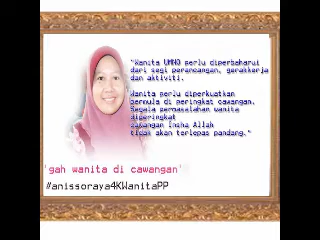 "Wanita UMNO perlu diperbaharui
dari segi perancangan, gerakkerja
dan aktiviti.
Wanita perlu diperkuatkan
bermula di peringkat cawangan.
Segala permasalahan wanita
diperingkat
cawangan Insha Allah
tidak akan terlepas pandang."
'gah wanita di cawangan'
#anissoraya4KWanitaPP